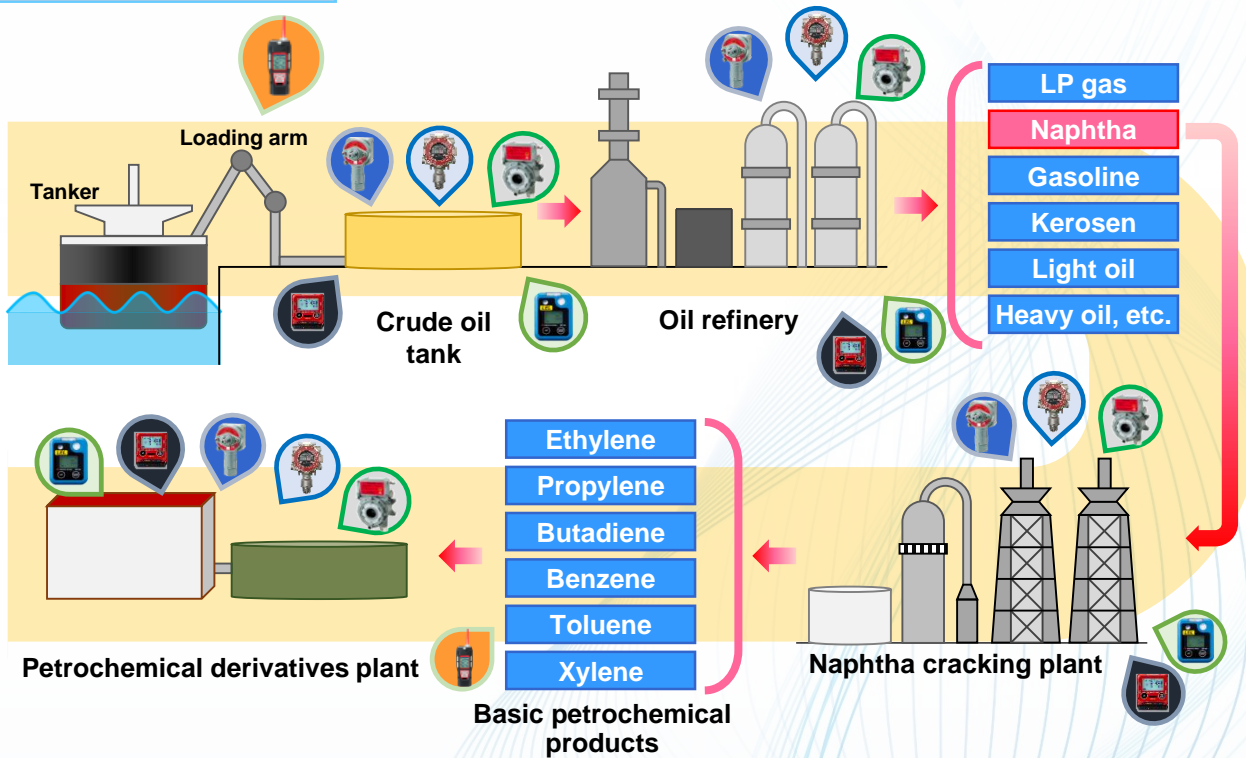 Loading arm
Tanker
Crude oil
tank
Oil refinery
LP gas
Naphtha
Gasoline
Kerosen
Light oil
Heavy oil, etc.
Naphtha cracking plant
Ethylene
Propylene
Butadiene
Benzene
Toluene
Xylene
Basic petrochemical
products
Petrochemical derivatives plant